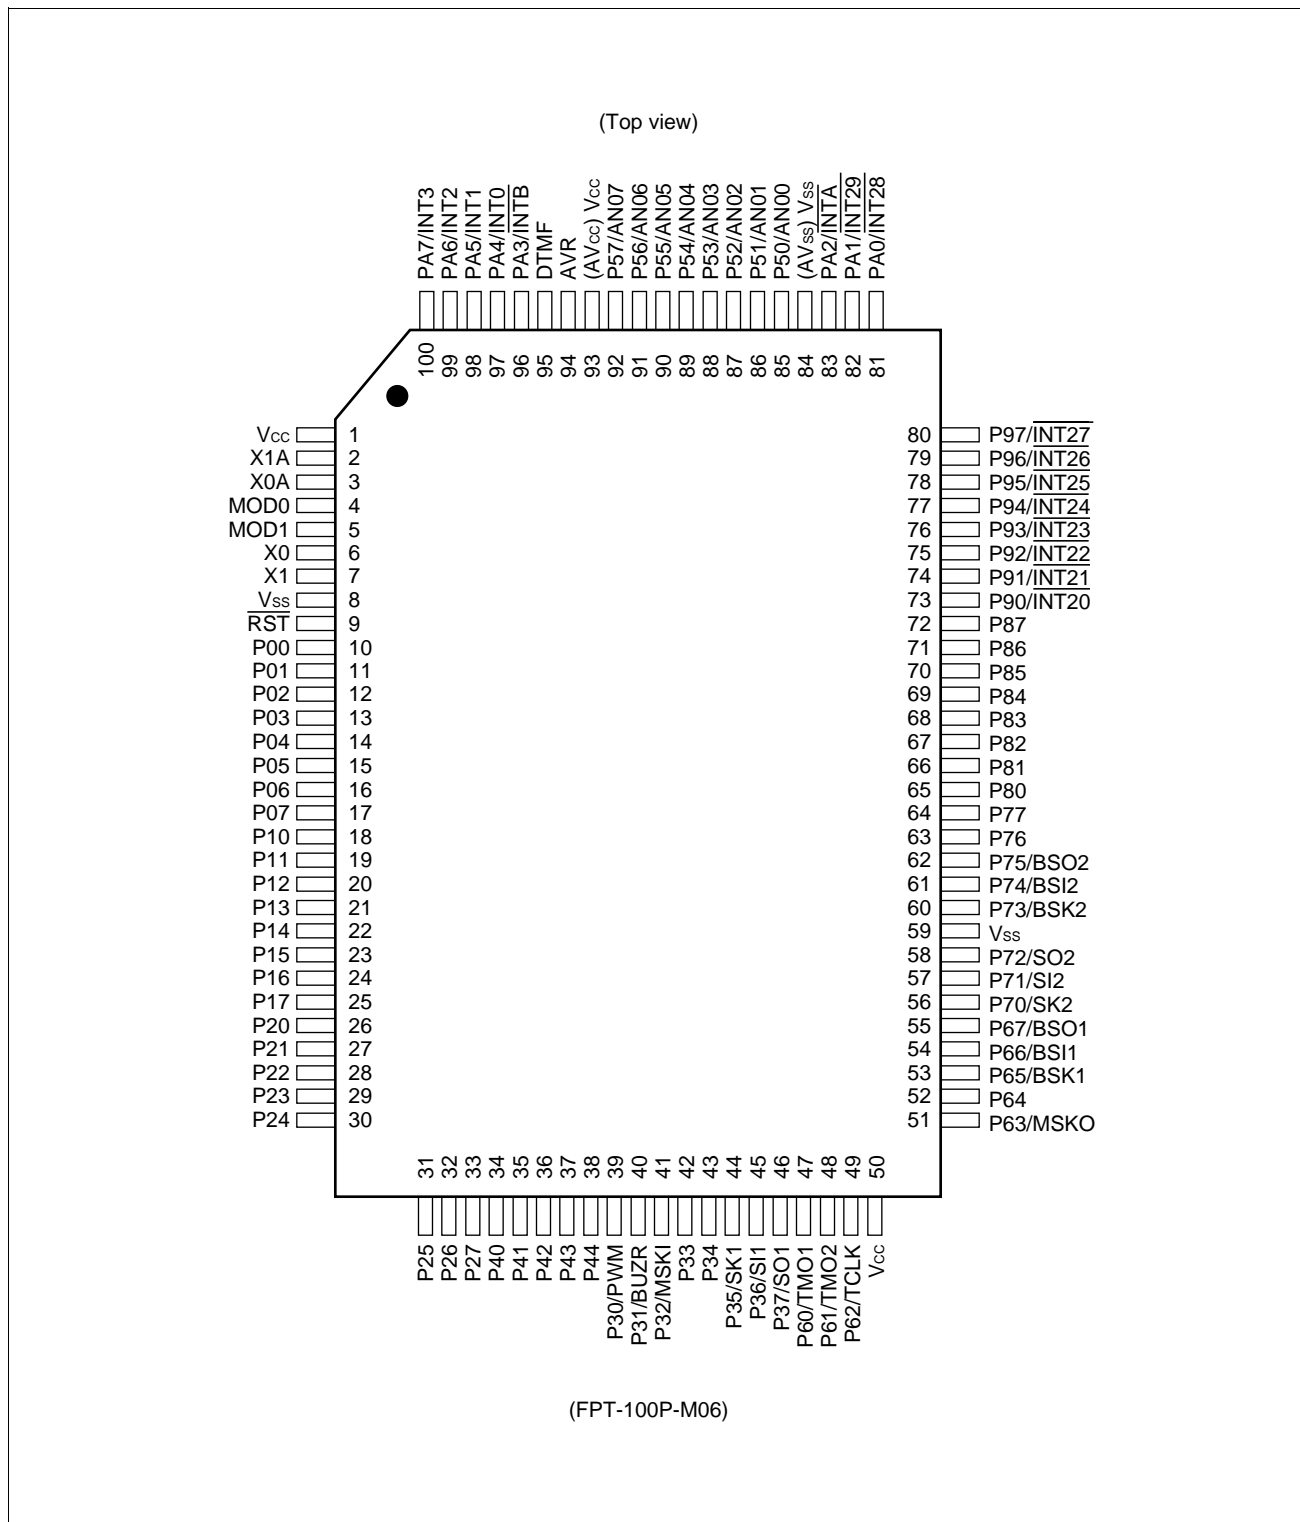 (Top view)
PA7/INT3
PA6/INT2
PA5/INT1
PA4/INT0
PA3/INTB
DTMF
AVR
(AVcc) Vcc
P57/AN07
P56/AN06
P55/AN05
P54/AN04
P53/AN03
P52/AN02
P51/AN01
P50/AN00
(AVss) Vss
PA2/INTA
PA1/INT29
PA0/INT28
100
99
98
97
96
95
94
93
92
91
90
89
88
87
86
85
84
83
82
81
Vcc 1
X1A 2
X0A 3
MOD0 4
MOD1 5
X0 6
X1 7
Vss 8
RST 9
P00 10
P01 11
P02 12
P03 13
P04 14
P05 15
P06 16
P07 17
P10 18
P11 19
P12 20
P13 21
P14 22
P15 23
P16 24
P17 25
P20 26
P21 27
P22 28
P23 29
P24 30
80 P97/INT27
79 P96/INT26
78 P95/INT25
77 P94/INT24
76 P93/INT23
75 P92/INT22
74 P91/INT21
73 P90/INT20
72 P87
71 P86
70 P85
69 P84
68 P83
67 P82
66 P81
65 P80
64 P77
63 P76
62 P75/BSO2
61 P74/BSI2
60 P73/BSK2
59 Vss
58 P72/SO2
57 P71/SI2
56 P70/SK2
55 P67/BSO1
54 P66/BSI1
53 P65/BSK1
52 P64
51 P63/MSKO
31
32
33
34
35
36
37
38
39
40
41
42
43
44
45
46
47
48
49
50
P25
P26
P27
P40
P41
P42
P43
P44
P30/PWM
P31/BUZR
P32/MSKI
P33
P34
P35/SK1
P36/SI1
P37/SO1
P60/TMO1
P61/TMO2
P62/TCLK
Vcc
(FPT-100P-M06)